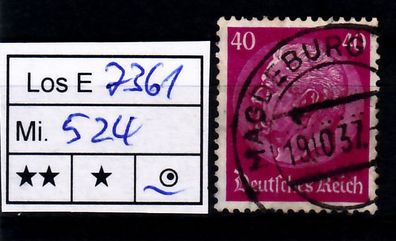 Los E 7361
Mi. 524
★★ ★ ⊙
40 40
MAGDEBURG
19.10.37.
Deutsches Reich